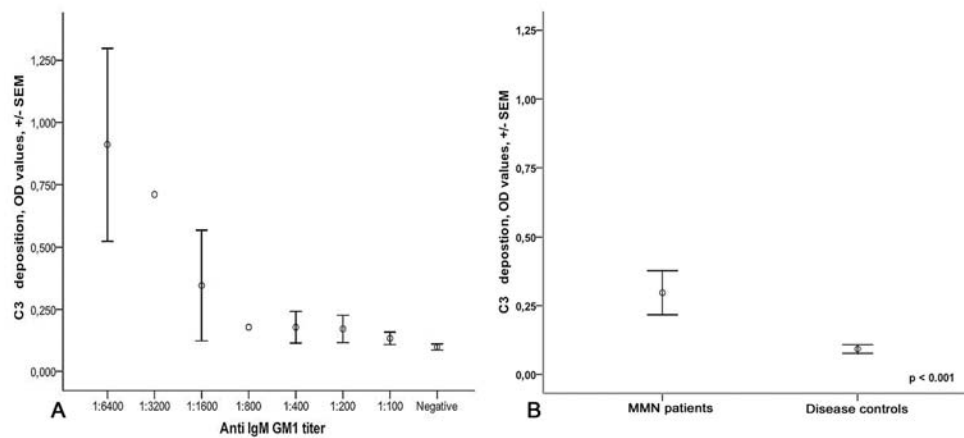 C3 deposition, OD values, +/- SEM
1,250
1,000
0,750
0,500
0,250
0,000
1:6400 1:3200 1:1600 1:800 1:400 1:200 1:100 Negative
Anti IgM GM1 titer
A
C3 depostion, OD values, +/- SEM
1,25
1,00
0,75
0,50
0,25
0,00
p < 0.001
MMN patients Disease controls
B